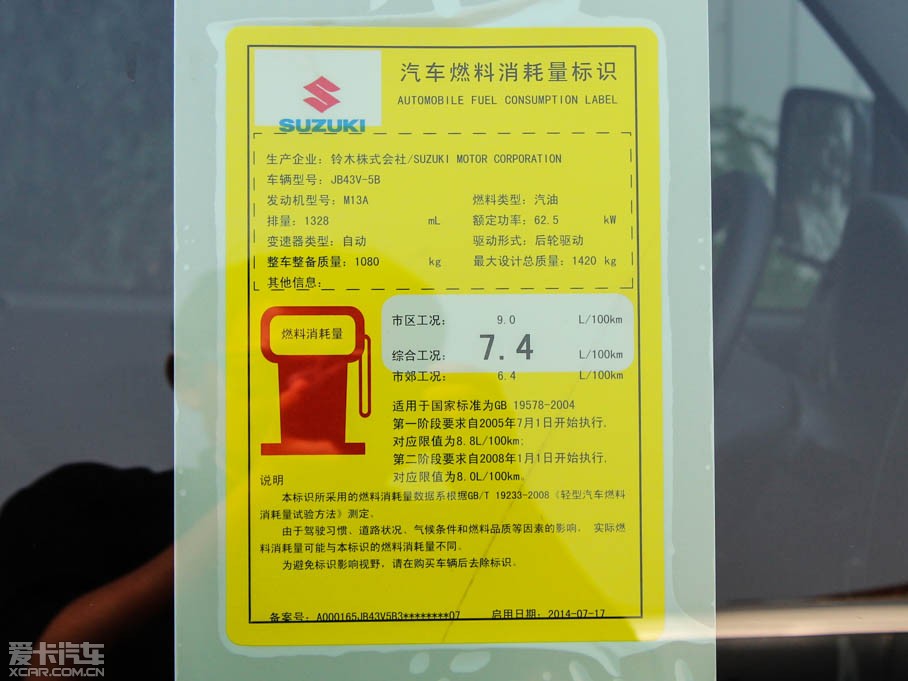 汽车燃料消耗量标识
AUTOMOBILE FUEL CONSUMPTION LABEL
SUZUKI
生产企业：铃木株式会社/SUZUKI MOTOR CORPORATION
车辆型号：JB43V-5B
发动机型号：M13A 燃料类型：汽油
排量：1328 mL 额定功率：62.5 kW
变速器类型：自动 驱动形式：后轮驱动
整车整备质量：1080 kg 最大设计总质量：1420 kg
其他信息：
燃料消耗量
市区工况： 9.0 L/100km
综合工况： 7.4 L/100km
市郊工况： 6.4 L/100km
适用于国家标准为GB 19578-2004
第一阶段要求自2005年7月1日开始执行，
对应限值为8.8L/100km；
第二阶段要求自2008年1月1日开始执行，
对应限值为8.0L/100km。
说明
本标识所采用的燃料消耗量数据系根据GB/T 19233-2008《轻型汽车燃料
消耗量试验方法》测定。
由于驾驶习惯、道路状况、气候条件和燃料品质等因素的影响， 实际燃
料消耗量可能与本标识的燃料消耗量不同。
为避免标识影响视野，请在购买车辆后去除标识。
备案号：A000165JB43V5B3********07 启用日期：2014-07-17
爱卡汽车
XCAR.COM.CN